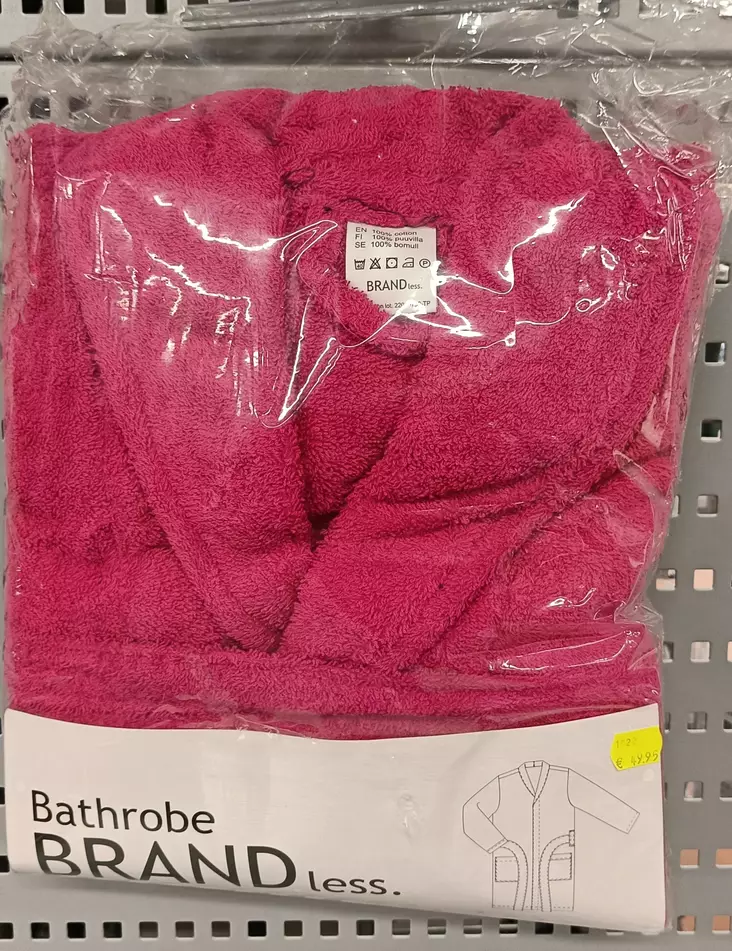 EN 100% cotton
FI 100% puuvilla
SE 100% bomull
P
BRAND less.
€ 49.95
Bathrobe
BRAND less.